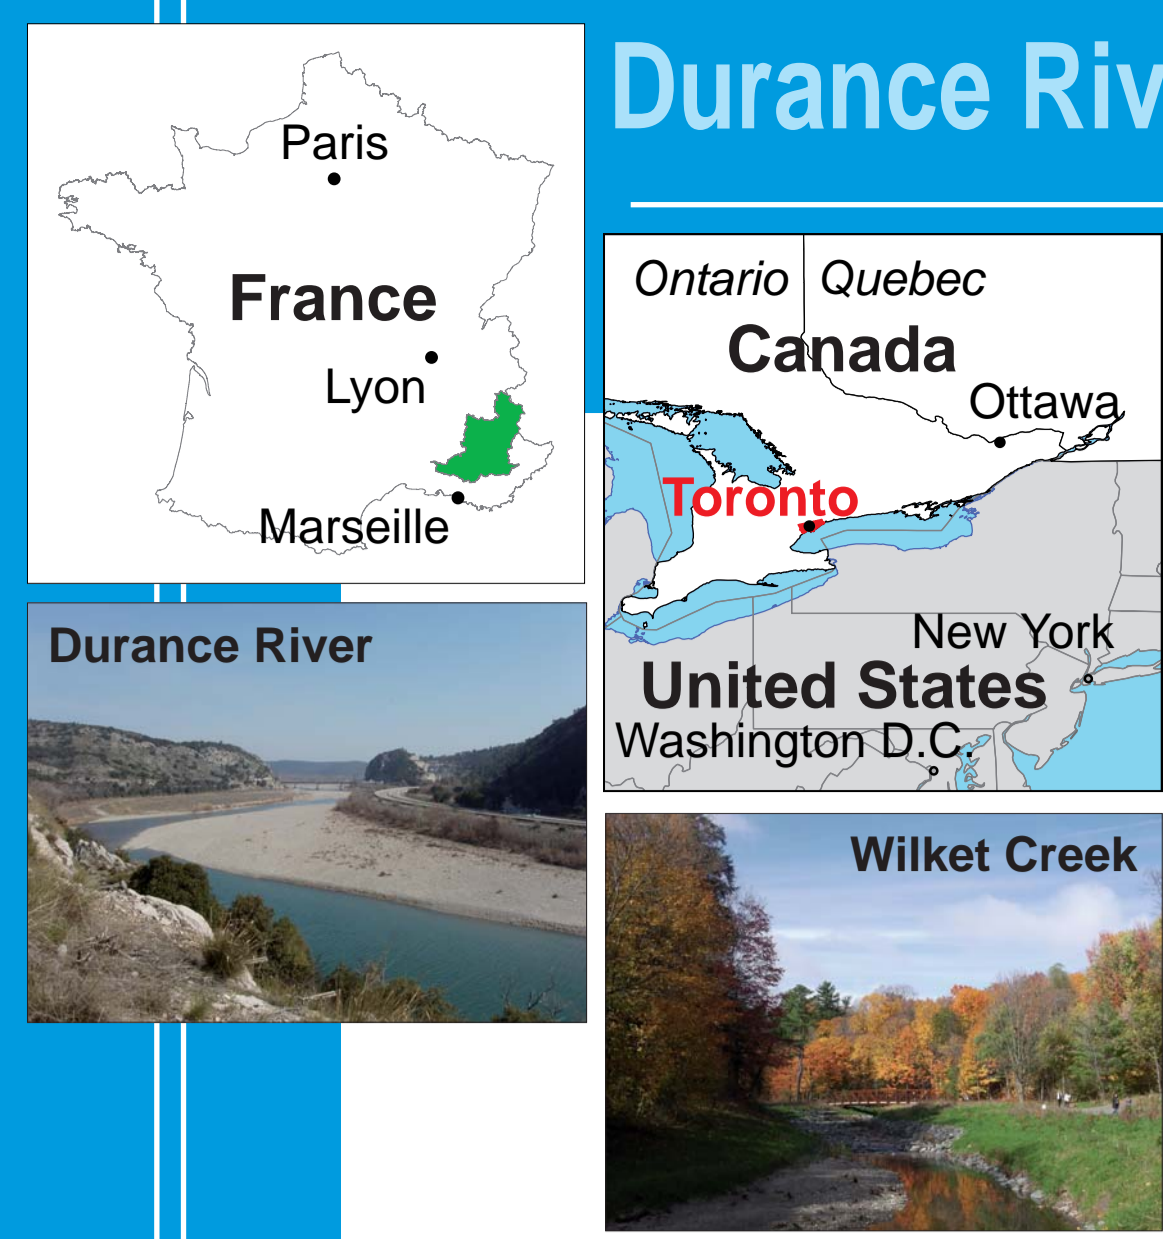 Durance Riv
Paris
France
Lyon
Marseille
Ontario
Quebec
Canada
Ottawa
Toronto
New York
United States
Washington D.C.
Durance River
Wilket Creek